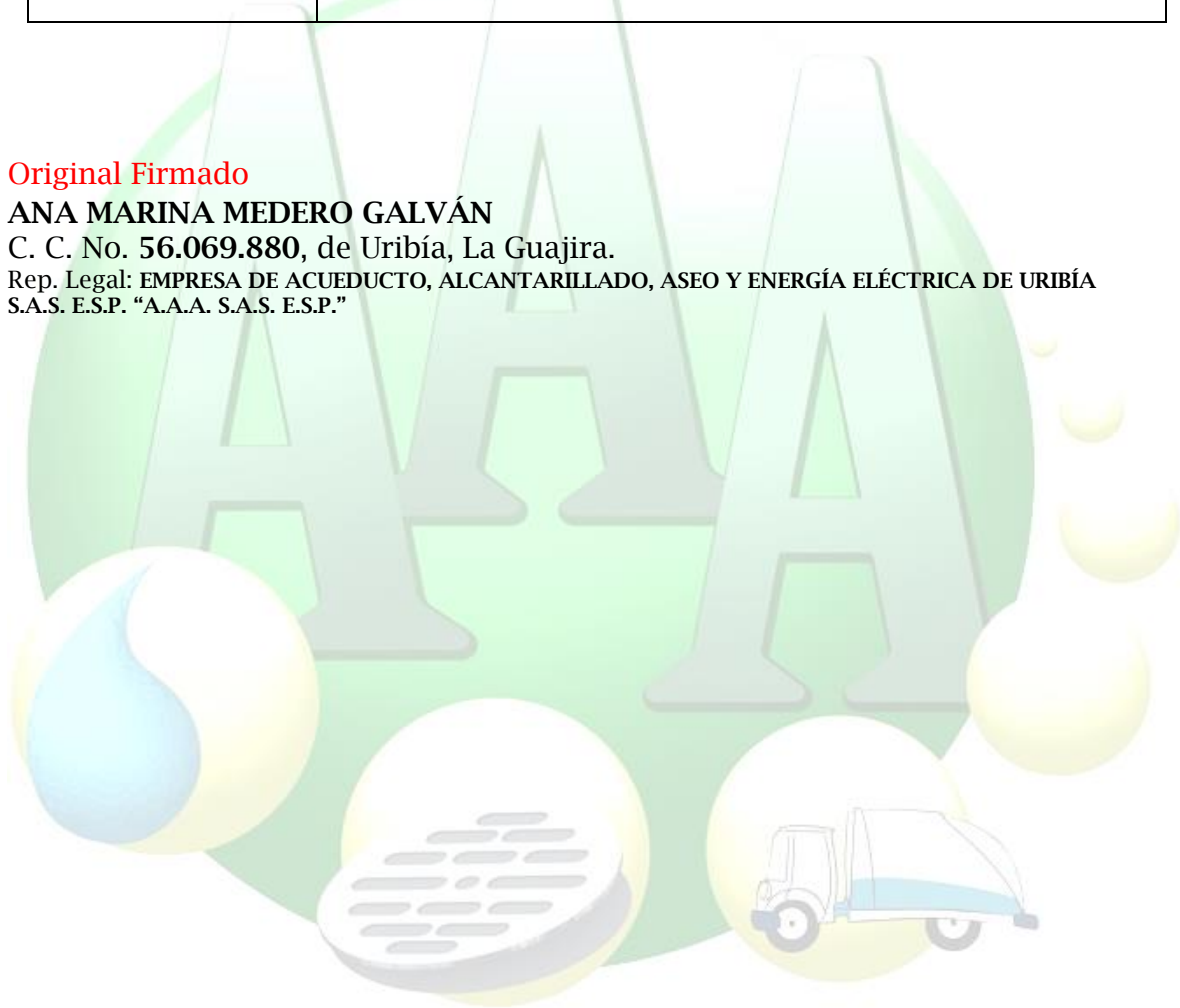 Original Firmado
ANA MARINA MEDERO GALVÁN
C. C. No. 56.069.880, de Uribía, La Guajira.
Rep. Legal: EMPRESA DE ACUEDUCTO, ALCANTARILLADO, ASEO Y ENERGÍA ELÉCTRICA DE URIBÍA
S.A.S. E.S.P. “A.A.A. S.A.S. E.S.P.”
AAA